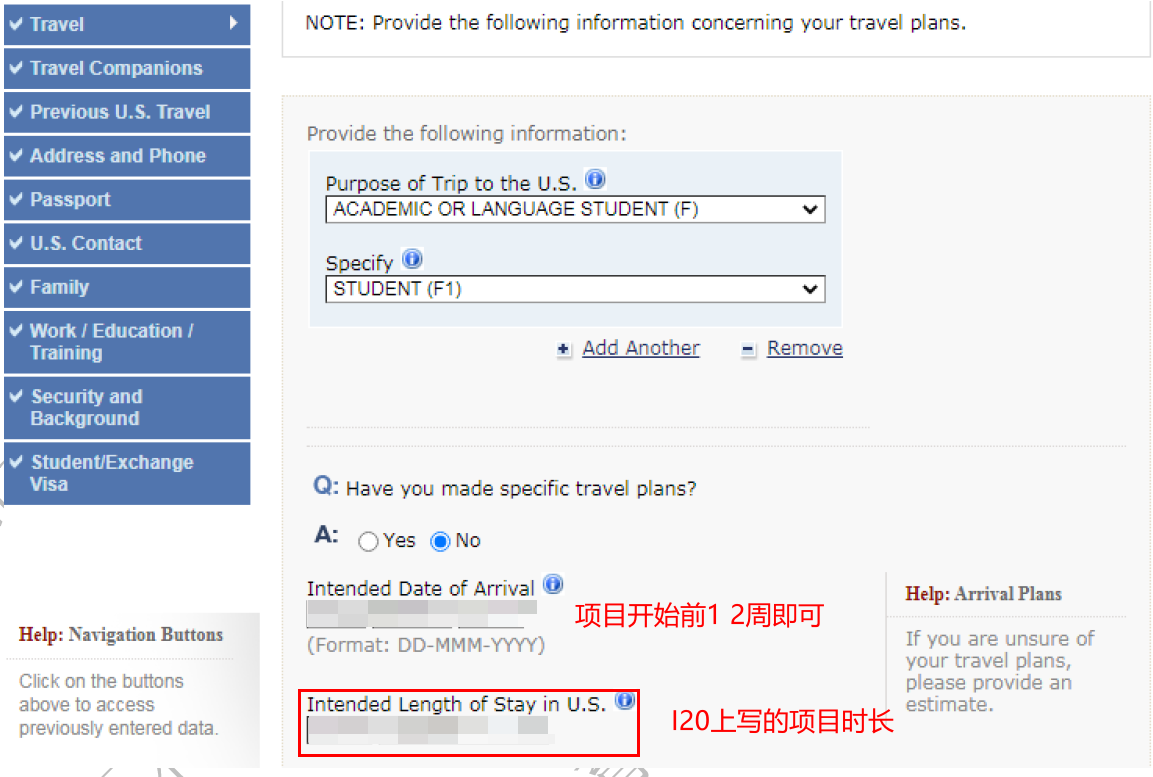 Travel
Travel Companions
Previous U.S. Travel
Address and Phone
Passport
U.S. Contact
Family
Work / Education /
Training
Security and
Background
Student/Exchange
Visa
Help: Navigation Buttons
Click on the buttons
above to access
previously entered data.
NOTE: Provide the following information concerning your travel plans.
Provide the following information:
Purpose of Trip to the U.S.
ACADEMIC OR LANGUAGE STUDENT (F)
Specify
STUDENT (F1)
Add Another Remove
Q: Have you made specific travel plans?
A: Yes No
Intended Date of Arrival
项目开始前1 2周即可
(Format: DD-MMM-YYYY)
Intended Length of Stay in U.S.
I20上写的项目时长
Help: Arrival Plans
If you are unsure of
your travel plans,
please provide an
estimate.